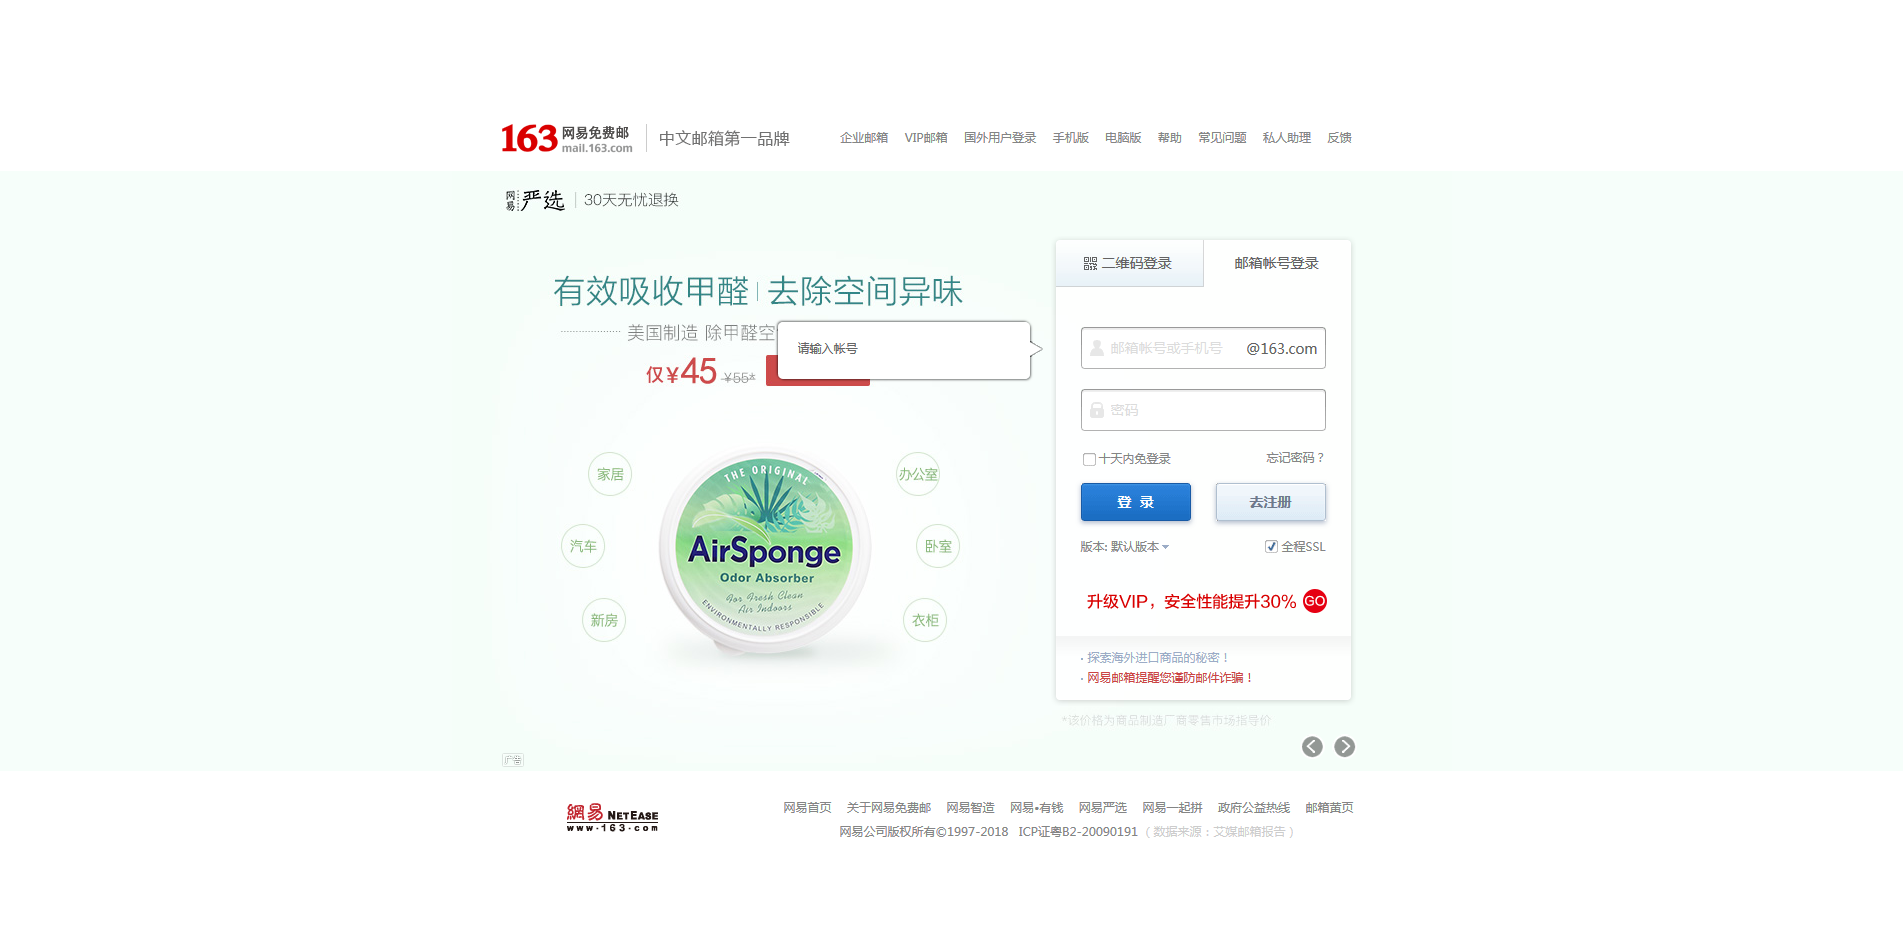 163 网易免费邮 mail.163.com 中文邮箱第一品牌 企业邮箱 VIP邮箱 国外用户登录 手机版 电脑版 帮助 常见问题 私人助理 反馈
网易严选 30天无忧退换
二维码登录 邮箱帐号登录
有效吸收甲醛 去除空间异味
美国制造 除甲醛空
请输入帐号
邮箱帐号或手机号 @163.com
仅¥45 ¥55*
密码
十天内免登录 忘记密码？
登 录 去注册
版本: 默认版本 全程SSL
家居
办公室
汽车
卧室
新房
衣柜
THE ORIGINAL
AirSponge
Odor Absorber
For Fresh Clean
Air Indoors
ENVIRONMENTALLY RESPONSIBLE
升级VIP，安全性能提升30% GO
· 探索海外进口商品的秘密！
· 网易邮箱提醒您谨防邮件诈骗！
*该价格为商品制造厂商零售市场指导价
广告
網易 NETEASE
www.163.com
网易首页 关于网易免费邮 网易智造 网易•有钱 网易严选 网易一起拼 政府公益热线 邮箱黄页
网易公司版权所有©1997-2018 ICP证粤B2-20090191 （数据来源：艾媒邮箱报告）